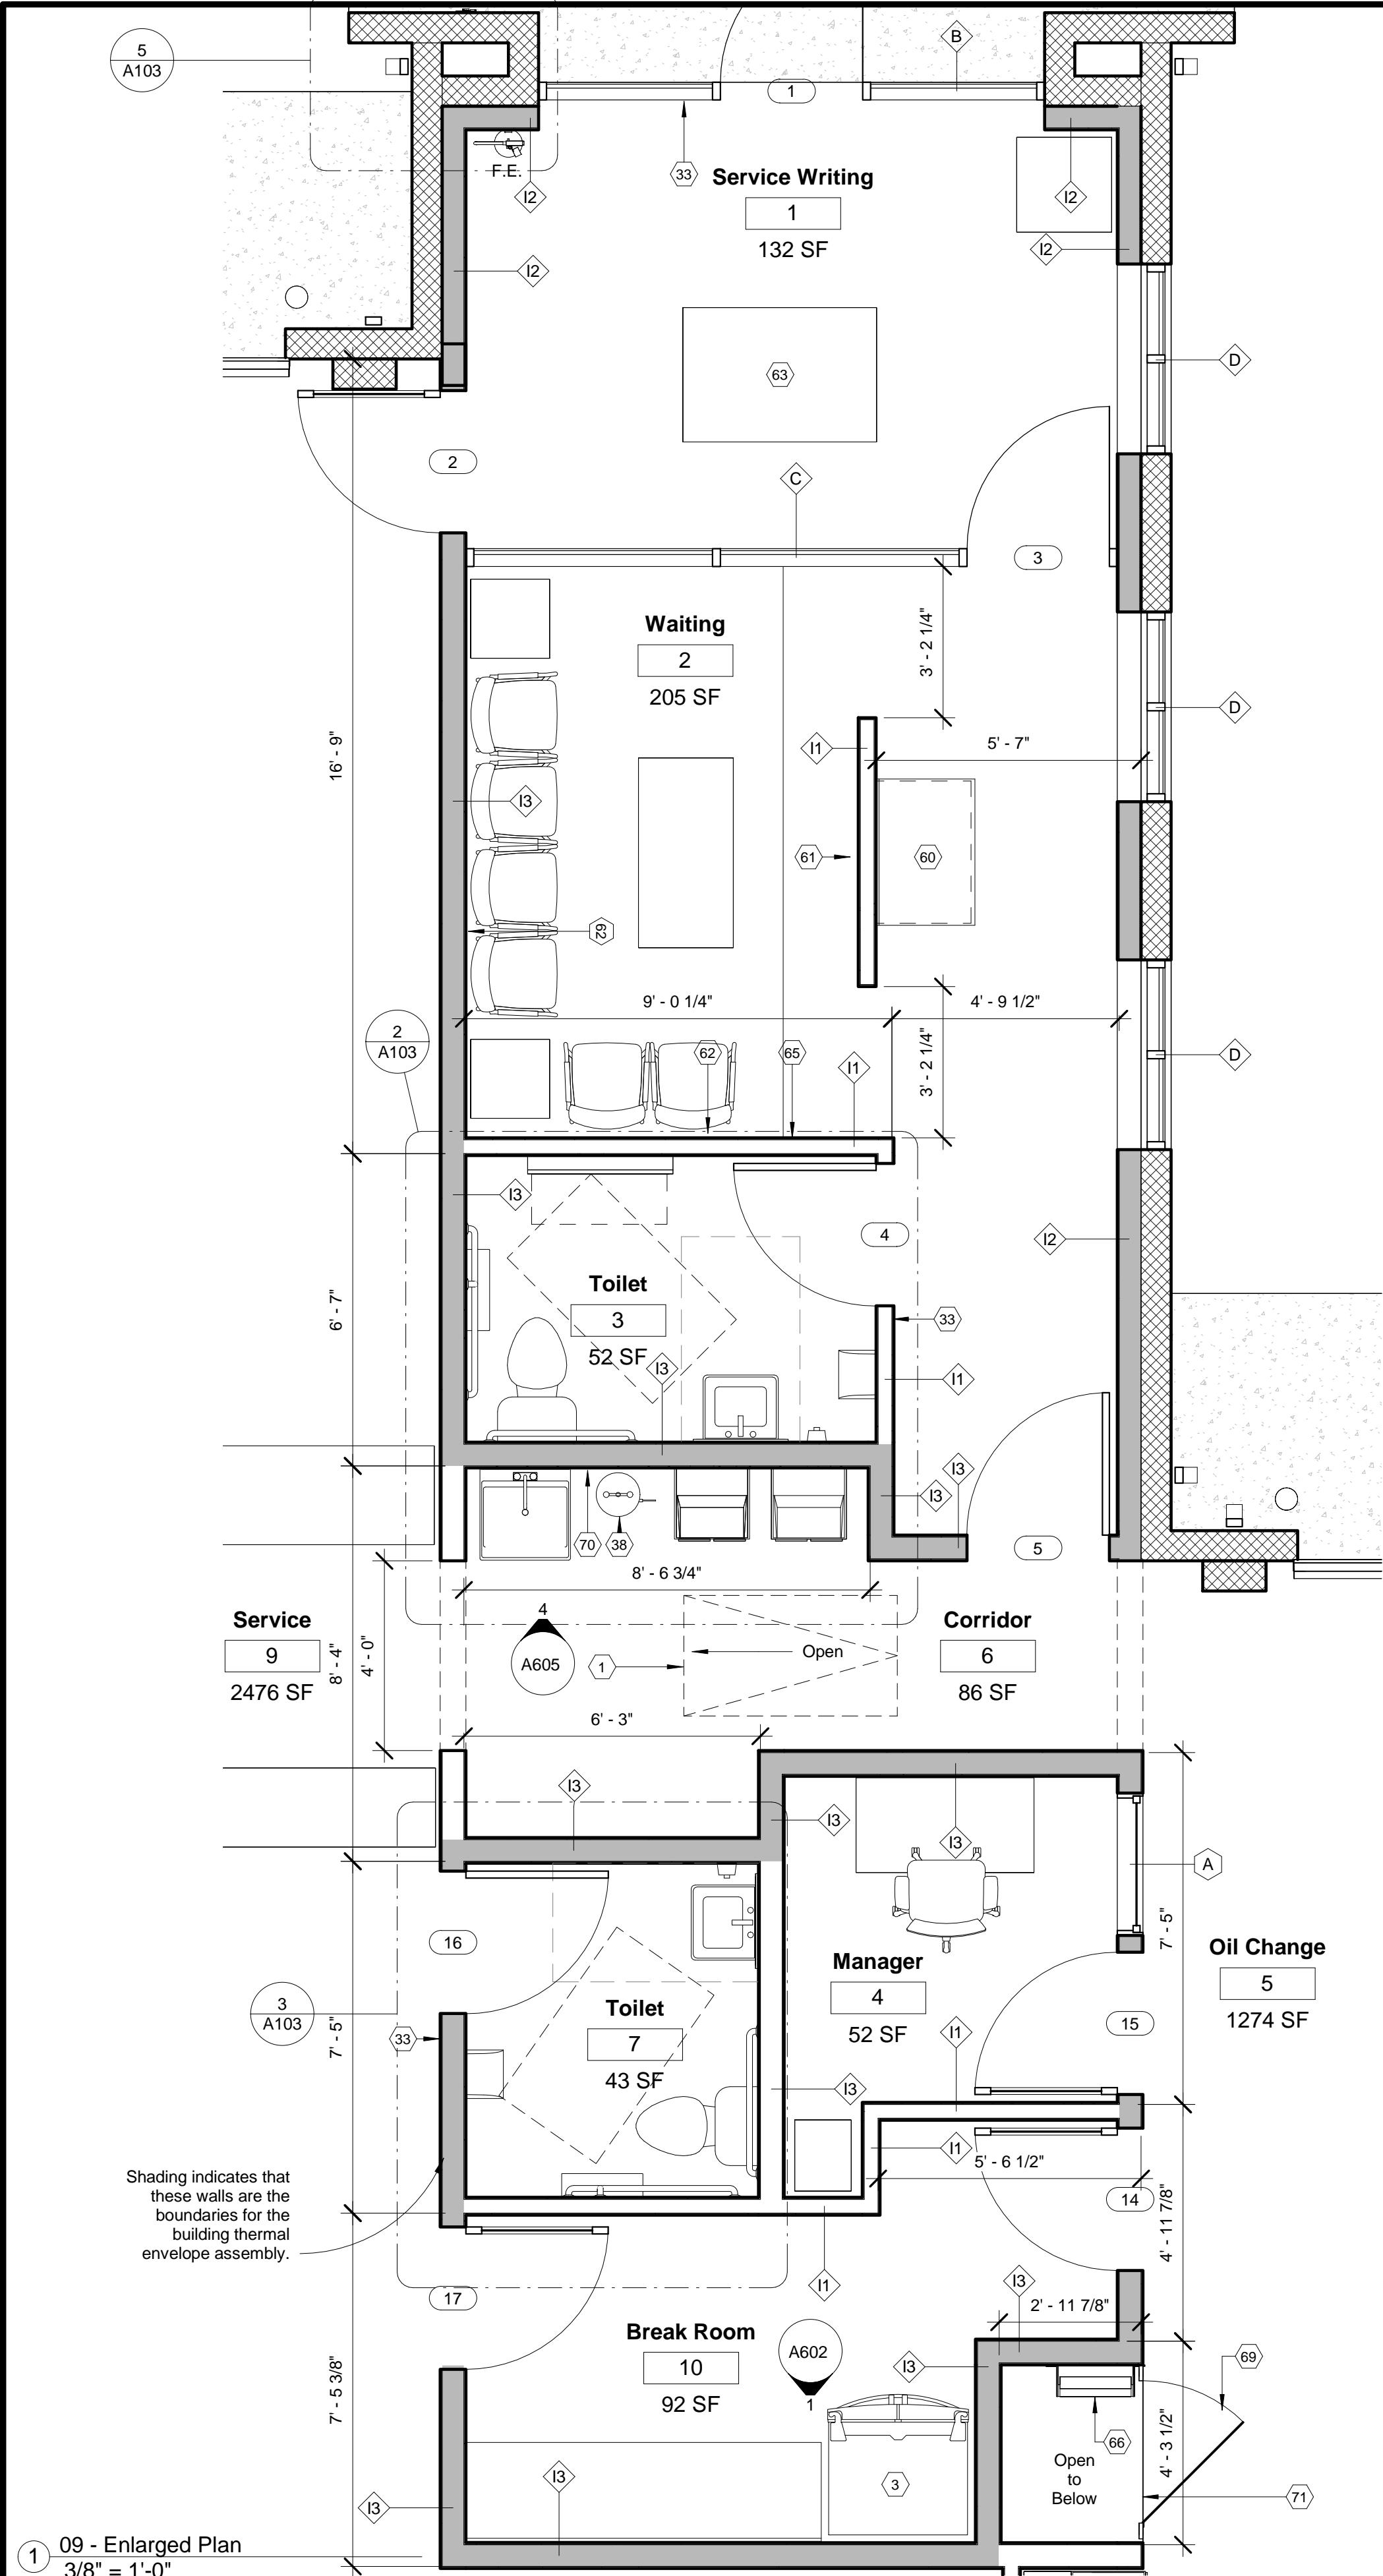 5
A103
B
1
F.E.
33
Service Writing
1
132 SF
I2
I2
I2
I2
63
D
2
C
3
Waiting
2
205 SF
3' - 2 1/4"
16' - 9"
I1
5' - 7"
D
I3
61
60
62
9' - 0 1/4"
4' - 9 1/2"
2
A103
62
65
I1
3' - 2 1/4"
D
I3
4
I2
Toilet
3
52 SF
6' - 7"
33
I3
I1
I3
I3
70
38
5
8' - 6 3/4"
Service
9
2476 SF
8' - 4"
4' - 0"
4
A605
1
Open
Corridor
6
86 SF
6' - 3"
I3
I3
I3
A
16
7' - 5"
Oil Change
5
1274 SF
Manager
4
52 SF
3
A103
33
7' - 5"
Toilet
7
43 SF
I1
15
I3
I1
5' - 6 1/2"
14
4' - 11 7/8"
Shading indicates that
these walls are the
boundaries for the
building thermal
envelope assembly.
17
I1
I3
2' - 11 7/8"
Break Room
10
92 SF
A602
1
I3
69
7' - 5 3/8"
66
4' - 3 1/2"
Open
to
Below
I3
3
71
I3
1
09 - Enlarged Plan
3/8" = 1'-0"